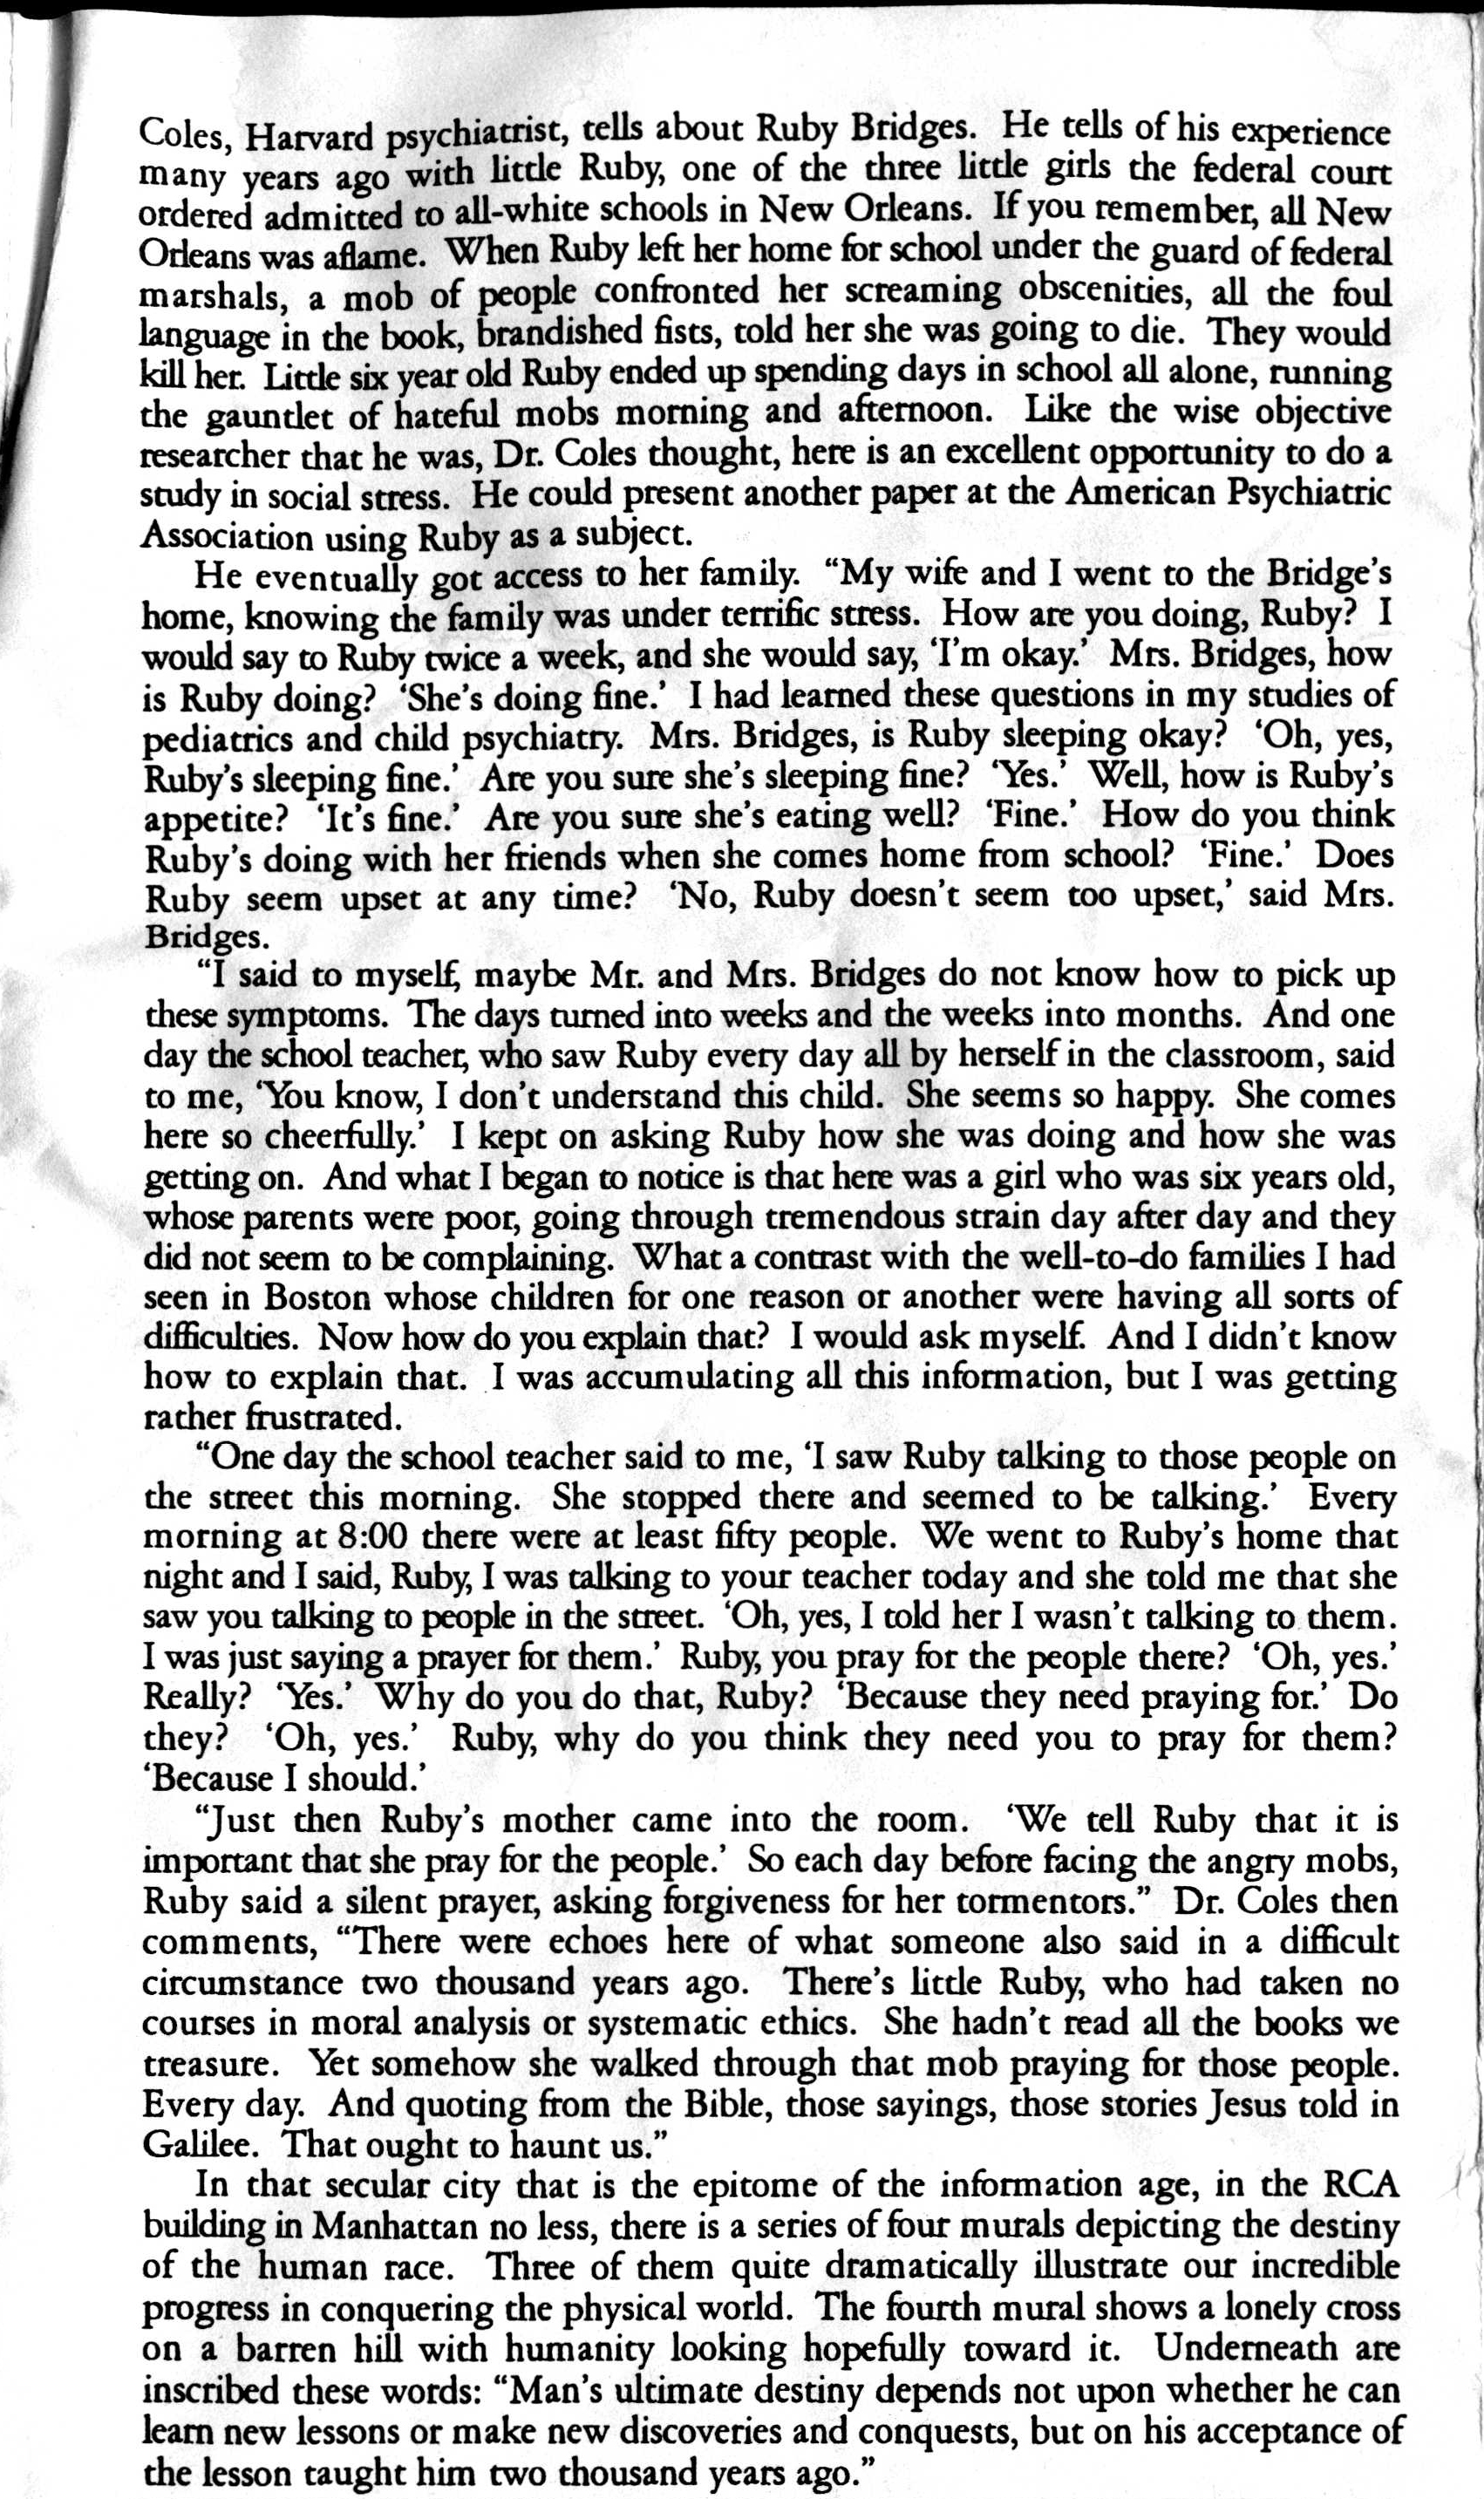 Coles, Harvard psychiatrist, tells about Ruby Bridges. He tells of his experience
many years ago with little Ruby, one of the three little girls the federal court
ordered admitted to all-white schools in New Orleans. If you remember, all New
Orleans was aflame. When Ruby left her home for school under the guard of federal
marshals, a mob of people confronted her screaming obscenities, all the foul
language in the book, brandished fists, told her she was going to die. They would
kill her. Little six year old Ruby ended up spending days in school all alone, running
the gauntlet of hateful mobs morning and afternoon. Like the wise objective
researcher that he was, Dr. Coles thought, here is an excellent opportunity to do a
study in social stress. He could present another paper at the American Psychiatric
Association using Ruby as a subject.
He eventually got access to her family. “My wife and I went to the Bridge’s
home, knowing the family was under terrific stress. How are you doing, Ruby? I
would say to Ruby twice a week, and she would say, ‘I’m okay.’ Mrs. Bridges, how
is Ruby doing? ‘She’s doing fine.’ I had learned these questions in my studies of
pediatrics and child psychiatry. Mrs. Bridges, is Ruby sleeping okay? ‘Oh, yes,
Ruby’s sleeping fine.’ Are you sure she’s sleeping fine? ‘Yes.’ Well, how is Ruby’s
appetite? ‘It’s fine.’ Are you sure she’s eating well? ‘Fine.’ How do you think
Ruby’s doing with her friends when she comes home from school? ‘Fine.’ Does
Ruby seem upset at any time? ‘No, Ruby doesn’t seem too upset,’ said Mrs.
Bridges.
“I said to myself, maybe Mr. and Mrs. Bridges do not know how to pick up
these symptoms. The days turned into weeks and the weeks into months. And one
day the school teacher, who saw Ruby every day all by herself in the classroom, said
to me, ‘You know, I don’t understand this child. She seems so happy. She comes
here so cheerfully.’ I kept on asking Ruby how she was doing and how she was
getting on. And what I began to notice is that here was a girl who was six years old,
whose parents were poor, going through tremendous strain day after day and they
did not seem to be complaining. What a contrast with the well-to-do families I had
seen in Boston whose children for one reason or another were having all sorts of
difficulties. Now how do you explain that? I would ask myself. And I didn’t know
how to explain that. I was accumulating all this information, but I was getting
rather frustrated.
“One day the school teacher said to me, ‘I saw Ruby talking to those people on
the street this morning. She stopped there and seemed to be talking.’ Every
morning at 8:00 there were at least fifty people. We went to Ruby’s home that
night and I said, Ruby, I was talking to your teacher today and she told me that she
saw you talking to people in the street. ‘Oh, yes, I told her I wasn’t talking to them.
I was just saying a prayer for them.’ Ruby, you pray for the people there? ‘Oh, yes.’
Really? ‘Yes.’ Why do you do that, Ruby? ‘Because they need praying for.’ Do
they? ‘Oh, yes.’ Ruby, why do you think they need you to pray for them?
‘Because I should.’
“Just then Ruby’s mother came into the room. ‘We tell Ruby that it is
important that she pray for the people.’ So each day before facing the angry mobs,
Ruby said a silent prayer, asking forgiveness for her tormentors.” Dr. Coles then
comments, “There were echoes here of what someone also said in a difficult
circumstance two thousand years ago. There’s little Ruby, who had taken no
courses in moral analysis or systematic ethics. She hadn’t read all the books we
treasure. Yet somehow she walked through that mob praying for those people.
Every day. And quoting from the Bible, those sayings, those stories Jesus told in
Galilee. That ought to haunt us.”
In that secular city that is the epitome of the information age, in the RCA
building in Manhattan no less, there is a series of four murals depicting the destiny
of the human race. Three of them quite dramatically illustrate our incredible
progress in conquering the physical world. The fourth mural shows a lonely cross
on a barren hill with humanity looking hopefully toward it. Underneath are
inscribed these words: “Man’s ultimate destiny depends not upon whether he can
learn new lessons or make new discoveries and conquests, but on his acceptance of
the lesson taught him two thousand years ago.”